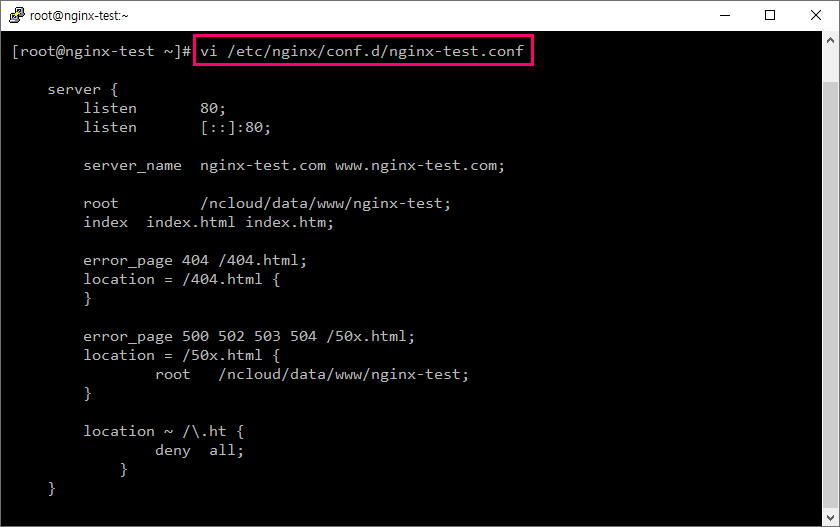 root@nginx-test:~
[root@nginx-test ~]# vi /etc/nginx/conf.d/nginx-test.conf
server {
listen 80;
listen [::]:80;
server_name nginx-test.com www.nginx-test.com;
root /ncloud/data/www/nginx-test;
index index.html index.htm;
error_page 404 /404.html;
location = /404.html {
}
error_page 500 502 503 504 /50x.html;
location = /50x.html {
root /ncloud/data/www/nginx-test;
}
location ~ /\.ht {
deny all;
}
}